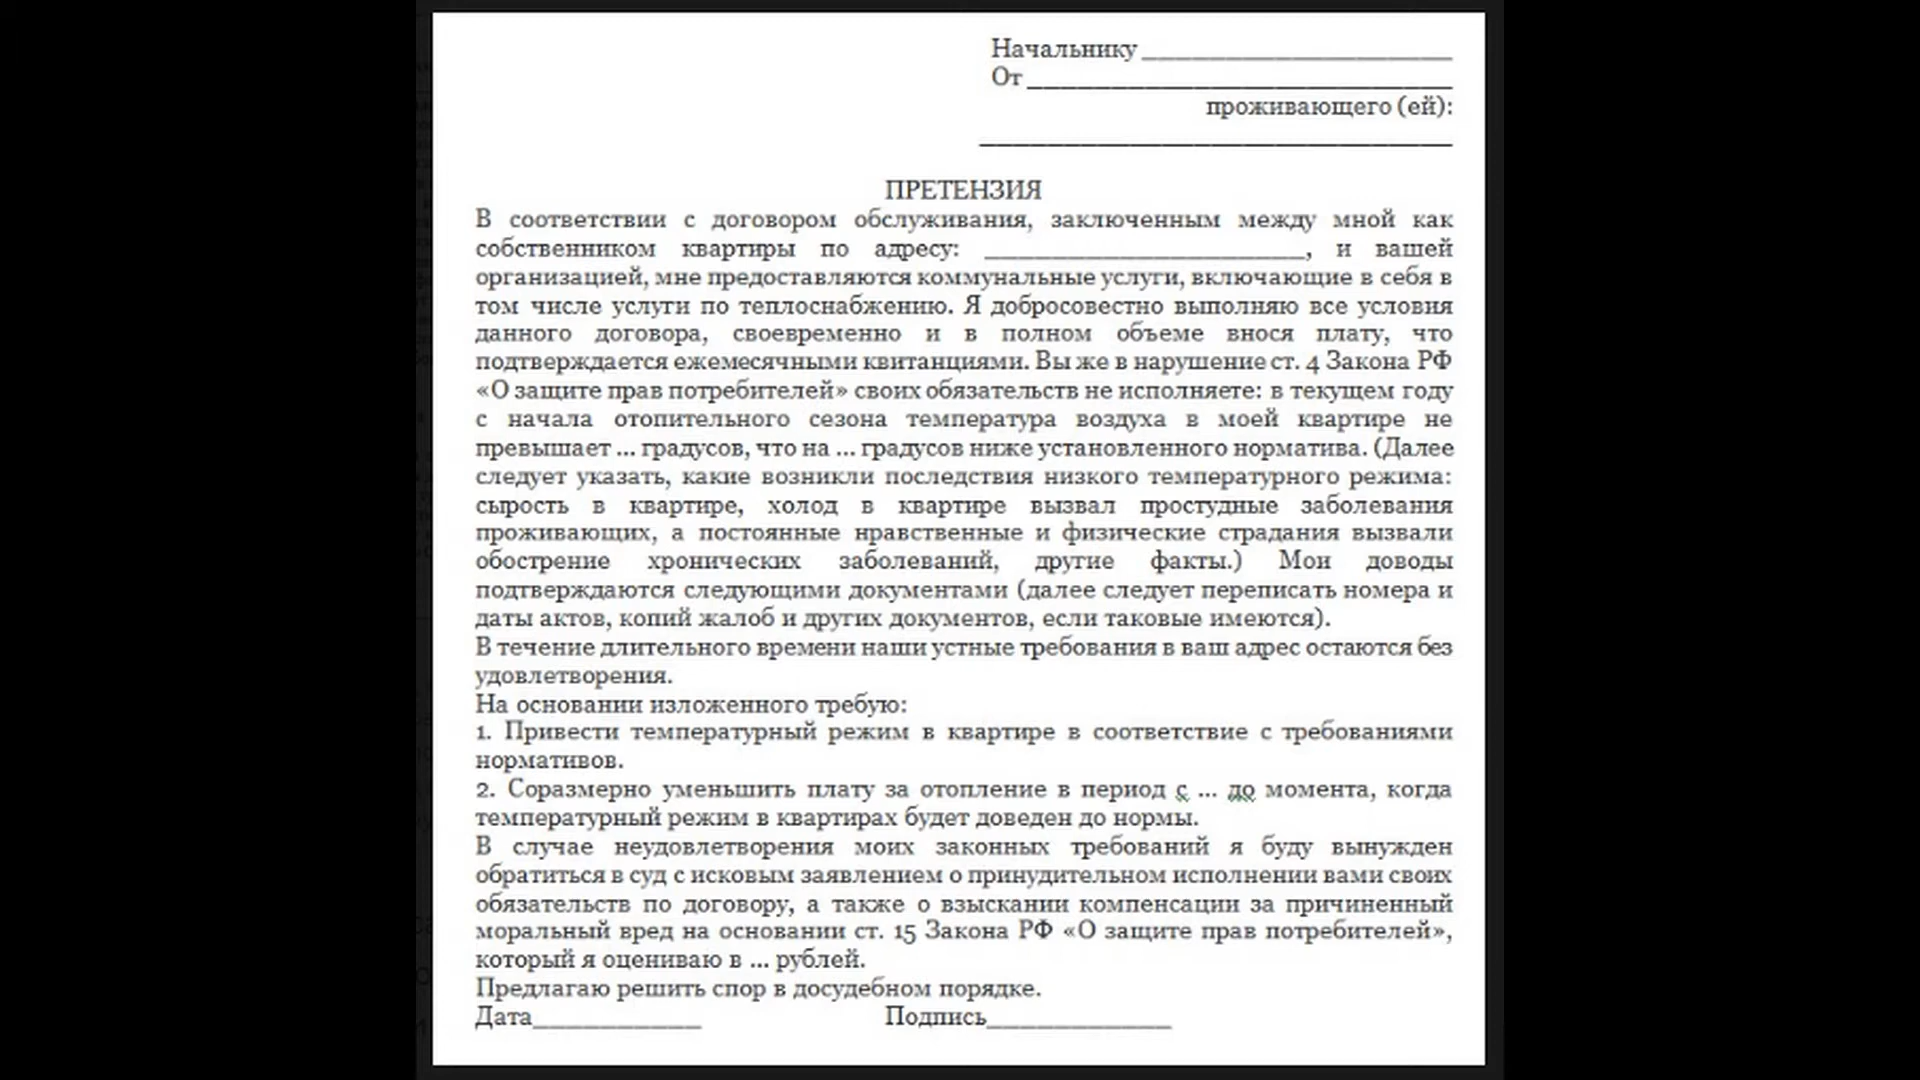 Начальнику ______________________
От ______________________________
проживающего (ей):
_________________________________
ПРЕТЕНЗИЯ
В соответствии с договором обслуживания, заключенным между мной как
собственником квартиры по адресу: _______________________, и вашей
организацией, мне предоставляются коммунальные услуги, включающие в себя в
том числе услуги по теплоснабжению. Я добросовестно выполняю все условия
данного договора, своевременно и в полном объеме внося плату, что
подтверждается ежемесячными квитанциями. Вы же в нарушение ст. 4 Закона РФ
«О защите прав потребителей» своих обязательств не исполняете: в текущем году
с начала отопительного сезона температура воздуха в моей квартире не
превышает ... градусов, что на ... градусов ниже установленного норматива. (Далее
следует указать, какие возникли последствия низкого температурного режима:
сырость в квартире, холод в квартире вызвал простудные заболевания
проживающих, а постоянные нравственные и физические страдания вызвали
обострение хронических заболеваний, другие факты.) Мои доводы
подтверждаются следующими документами (далее следует переписать номера и
даты актов, копий жалоб и других документов, если таковые имеются).
В течение длительного времени наши устные требования в ваш адрес остаются без
удовлетворения.
На основании изложенного требую:
1. Привести температурный режим в квартире в соответствие с требованиями
нормативов.
2. Соразмерно уменьшить плату за отопление в период с ... до момента, когда
температурный режим в квартирах будет доведен до нормы.
В случае неудовлетворения моих законных требований я буду вынужден
обратиться в суд с исковым заявлением о принудительном исполнении вами своих
обязательств по договору, а также о взыскании компенсации за причиненный
моральный вред на основании ст. 15 Закона РФ «О защите прав потребителей»,
который я оцениваю в ... рублей.
Предлагаю решить спор в досудебном порядке.
Дата____________ Подпись_____________